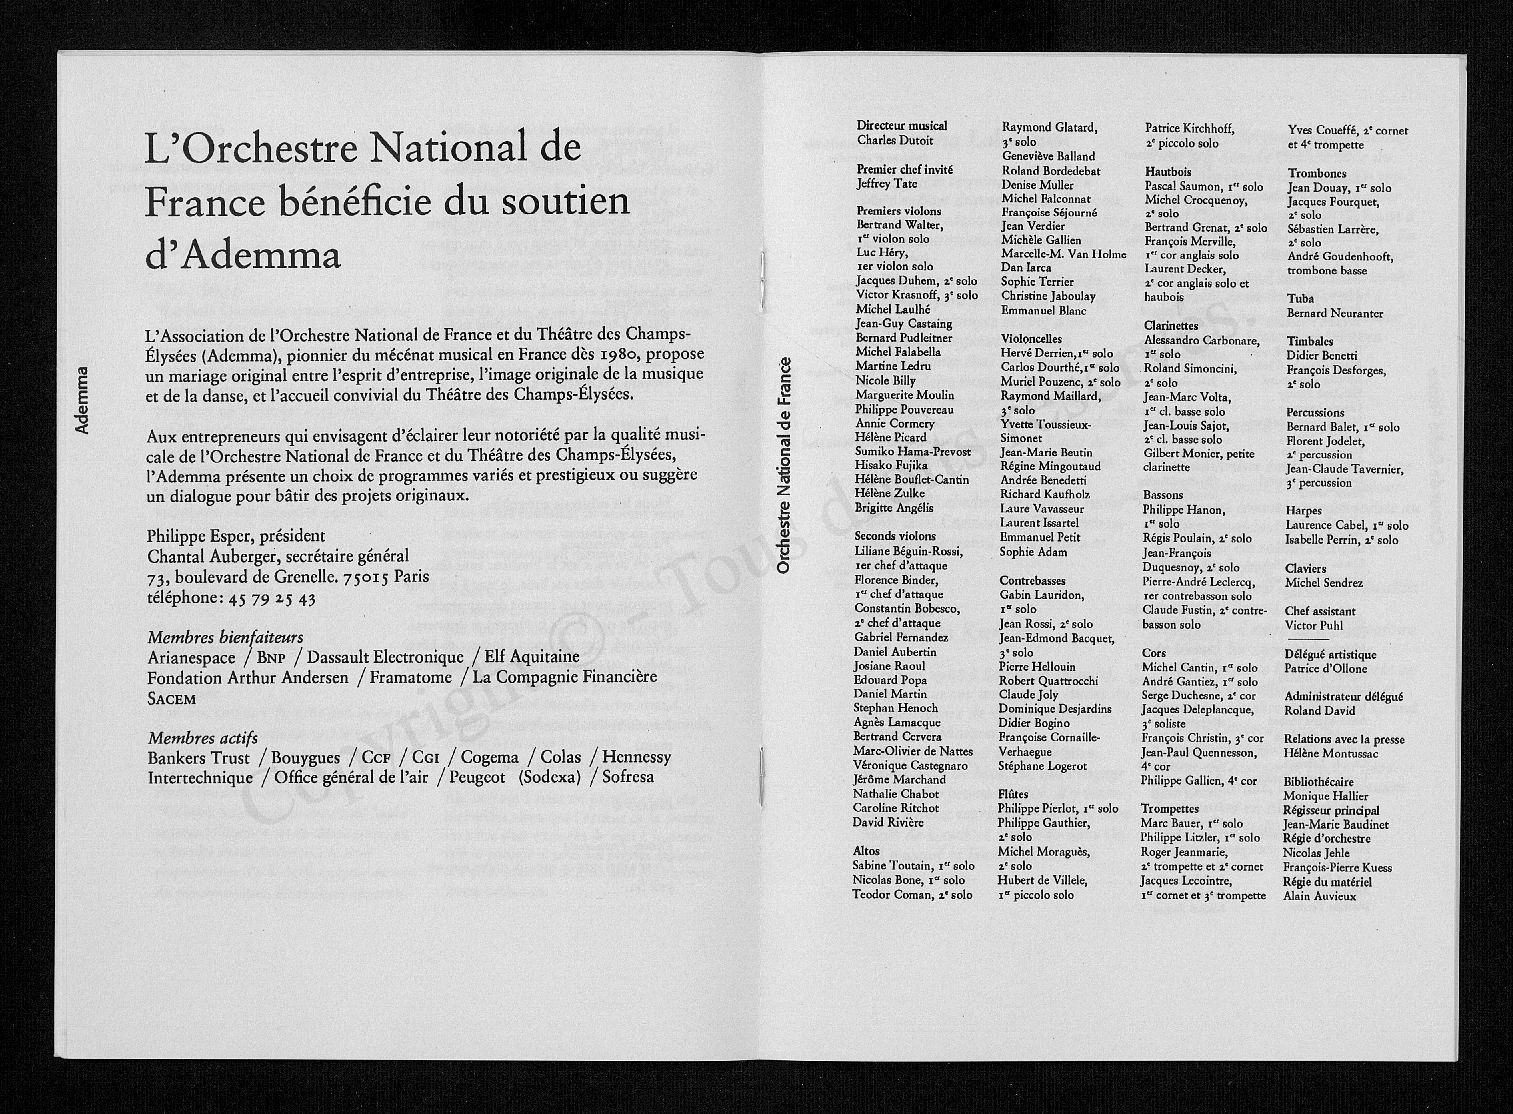 L’Orchestre National de
France bénéficie du soutien
d’Ademma
L’Association de l’Orchestre National de France et du Théâtre des Champs-
Élysées (Ademma), pionnier du mécénat musical en France dès 1980, propose
un mariage original entre l’esprit d’entreprise, l’image originale de la musique
et de la danse, et l’accueil convivial du Théâtre des Champs-Élysées.
Aux entrepreneurs qui envisagent d’éclairer leur notoriété par la qualité musi-
cale de l’Orchestre National de France et du Théâtre des Champs-Élysées,
l’Ademma présente un choix de programmes variés et prestigieux ou suggère
un dialogue pour bâtir des projets originaux.
Philippe Esper, président
Chantal Auberger, secrétaire général
73, boulevard de Grenelle. 75015 Paris
téléphone: 45 79 25 43
Membres bienfaiteurs
Arianespace / BNP / Dassault Electronique / Elf Aquitaine
Fondation Arthur Andersen / Framatome / La Compagnie Financière
SACEM
Membres actifs
Bankers Trust / Bouygues / CCF / CGI / Cogema / Colas / Hennessy
Intertechnique / Office général de l’air / Peugeot (Sodexa) / Sofresa
Ademma
Orchestre National de France
Directeur musical
Charles Dutoit
Premier chef invité
Jeffrey Tate
Premiers violons
Bertrand Walter,
1er violon solo
Luc Héry,
1er violon solo
Jacques Duhem, 2e solo
Victor Krasnoff, 3e solo
Michel Laulhé
Jean-Guy Castaing
Bernard Pudleitner
Michel Falabella
Martine Ledru
Nicole Billy
Marguerite Moulin
Philippe Pouvereau
Annie Cormery
Hélène Picard
Sumiko Hama-Prevost
Hisako Fujika
Hélène Bouflet-Cantin
Hélène Zulke
Brigitte Angélis
Seconds violons
Liliane Béguin-Rossi,
1er chef d’attaque
Florence Binder,
1er chef d’attaque
Constantin Bobesco,
2e chef d’attaque
Gabriel Fernandez
Daniel Aubertin
Josiane Raoul
Edouard Popa
Daniel Martin
Stephan Henoch
Agnès Lamacque
Bertrand Cervera
Marc-Olivier de Nattes
Véronique Castegnaro
Jérôme Marchand
Nathalie Chabot
Caroline Ritchot
David Rivière
Altos
Sabine Toutain, 1er solo
Nicolas Bone, 1er solo
Teodor Coman, 2e solo
Raymond Glatard,
3e solo
Geneviève Balland
Roland Bordedebat
Denise Muller
Michel Falconnat
Françoise Séjourné
Jean Verdier
Michèle Gallien
Marcelle-M. Van Holme
Dan Iarca
Sophie Terrier
Christine Jaboulay
Emmanuel Blanc
Violoncelles
Hervé Derrien, 1er solo
Carlos Dourthé, 1er solo
Muriel Pouzenc, 2e solo
Raymond Maillard,
3e solo
Yvette Toussieux-
Simonet
Jean-Marie Beutin
Régine Mingoutaud
Andrée Benedetti
Richard Kaufholz
Laure Vavasseur
Laurent Issartel
Emmanuel Petit
Sophie Adam
Contrebasses
Gabin Lauridon,
1er solo
Jean Rossi, 2e solo
Jean-Edmond Bacquet,
3e solo
Pierre Hellouin
Robert Quattrocchi
Claude Joly
Dominique Desjardins
Didier Bogino
Françoise Cornaille-
Verhaegue
Stéphane Logerot
Flûtes
Philippe Pierlot, 1er solo
Philippe Gauthier,
2e solo
Michel Moraguès,
2e solo
Hubert de Villele,
1er piccolo solo
Patrice Kirchhoff,
2e piccolo solo
Hautbois
Pascal Saumon, 1er solo
Michel Crocquenoy,
2e solo
Bertrand Grenat, 2e solo
François Merville,
1er cor anglais solo
Laurent Decker,
2e cor anglais solo et
haubois
Clarinettes
Alessandro Carbonare,
1er solo
Roland Simoncini,
2e solo
Jean-Marc Volta,
1er cl. basse solo
Jean-Louis Sajot,
2e cl. basse solo
Gilbert Monier, petite
clarinette
Bassons
Philippe Hanon,
1er solo
Régis Poulain, 2e solo
Jean-François
Duquesnoy, 2e solo
Pierre-André Leclercq,
1er contrebasson solo
Claude Fustin, 2e contre-
basson solo
Cors
Michel Cantin, 1er solo
André Gantiez, 1er solo
Serge Duchesne, 2e cor
Jacques Deleplancque,
3e soliste
François Christin, 3e cor
Jean-Paul Quennesson,
4e cor
Philippe Gallien, 4e cor
Trompettes
Marc Bauer, 1er solo
Philippe Litzler, 1er solo
Roger Jeanmarie,
2e trompette et 2e cornet
Jacques Lecointre,
1er cornet et 3e trompette
Yves Coueffé, 2e cornet
et 4e trompette
Trombones
Jean Douay, 1er solo
Jacques Fourquet,
2e solo
Sébastien Larrère,
2e solo
André Goudenhooft,
trombone basse
Tuba
Bernard Neuranter
Timbales
Didier Benetti
François Desforges,
2e solo
Percussions
Bernard Balet, 1er solo
Florent Jodelet,
2e percussion
Jean-Claude Tavernier,
3e percussion
Harpes
Laurence Cabel, 1er solo
Isabelle Perrin, 2e solo
Claviers
Michel Sendrez
Chef assistant
Victor Puhl
Délégué artistique
Patrice d’Ollone
Administrateur délégué
Roland David
Relations avec la presse
Hélène Montussac
Bibliothécaire
Monique Hallier
Régisseur principal
Jean-Marie Baudinet
Régie d’orchestre
Nicolas Jehle
François-Pierre Kuess
Régie du matériel
Alain Auvieux
Copyright © - Tous droits